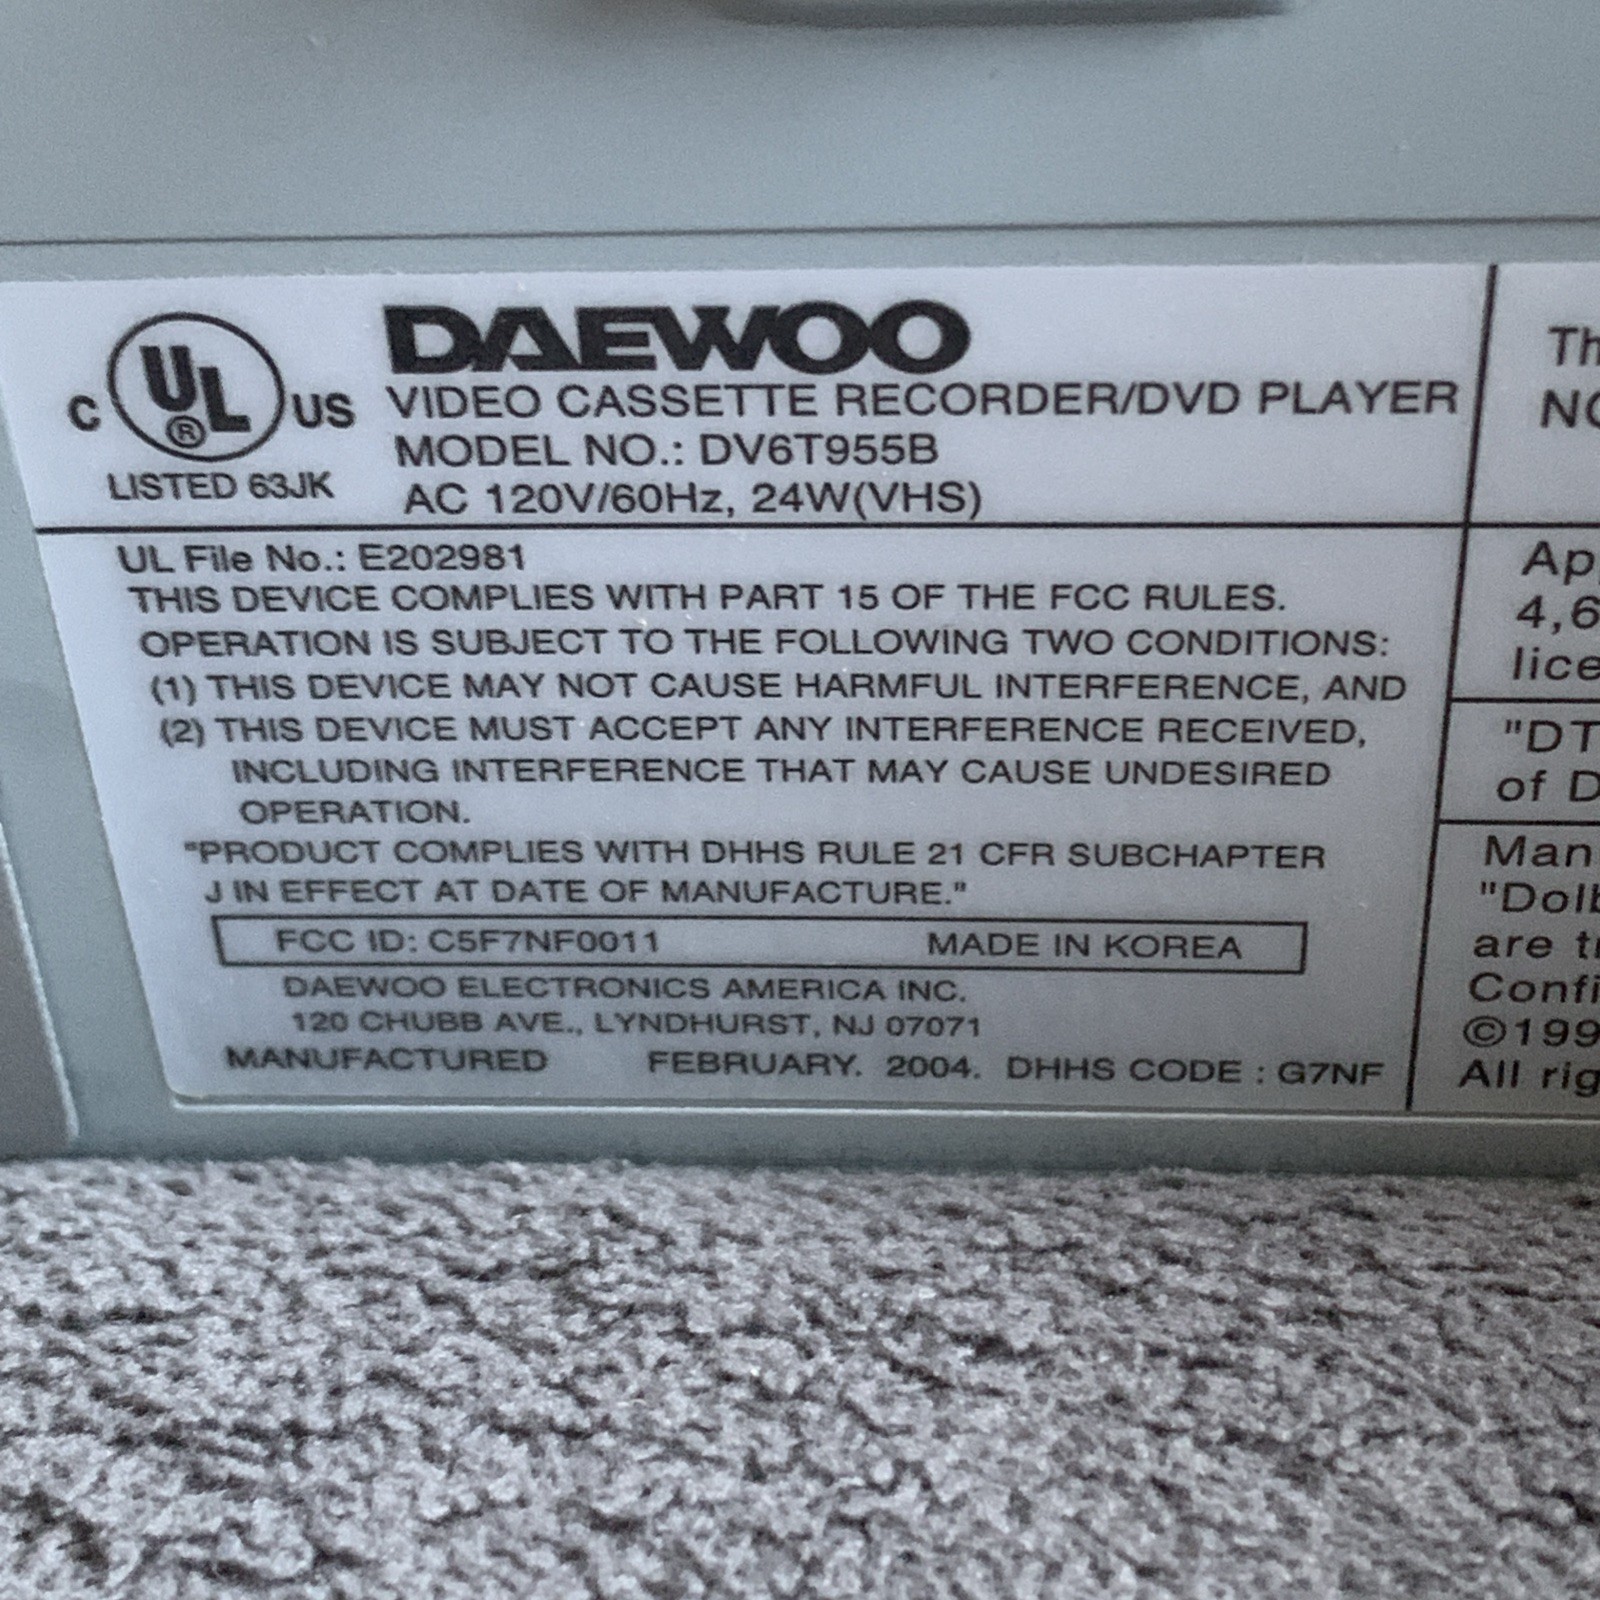 C UL ® US
LISTED 63JK
DAEWOO
VIDEO CASSETTE RECORDER/DVD PLAYER
MODEL NO.: DV6T955B
AC 120V/60Hz, 24W(VHS)
UL File No.: E202981
THIS DEVICE COMPLIES WITH PART 15 OF THE FCC RULES.
OPERATION IS SUBJECT TO THE FOLLOWING TWO CONDITIONS:
(1) THIS DEVICE MAY NOT CAUSE HARMFUL INTERFERENCE, AND
(2) THIS DEVICE MUST ACCEPT ANY INTERFERENCE RECEIVED,
INCLUDING INTERFERENCE THAT MAY CAUSE UNDESIRED
OPERATION.
"PRODUCT COMPLIES WITH DHHS RULE 21 CFR SUBCHAPTER
J IN EFFECT AT DATE OF MANUFACTURE."
FCC ID: C5F7NF0011 MADE IN KOREA
DAEWOO ELECTRONICS AMERICA INC.
120 CHUBB AVE., LYNDHURST, NJ 07071
MANUFACTURED FEBRUARY. 2004. DHHS CODE : G7NF
of
are
All